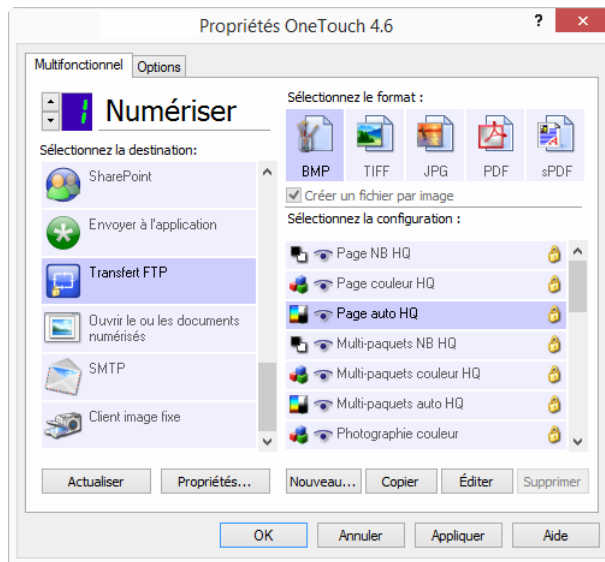 Propriétés OneTouch 4.6
?
Multifonctionnel
Options
1
Numériser
Sélectionnez la destination:
SharePoint
Envoyer à l'application
Transfert FTP
Ouvrir le ou les documents
numérisés
SMTP
Client image fixe
Actualiser
Propriétés...
Sélectionnez le format :
BMP
TIFF
JPG
PDF
sPDF
Créer un fichier par image
Sélectionnez la configuration :
Page NB HQ
Page couleur HQ
Page auto HQ
Multi-paquets NB HQ
Multi-paquets couleur HQ
Multi-paquets auto HQ
Photographie couleur
Nouveau...
Copier
Éditer
Supprimer
OK
Annuler
Appliquer
Aide